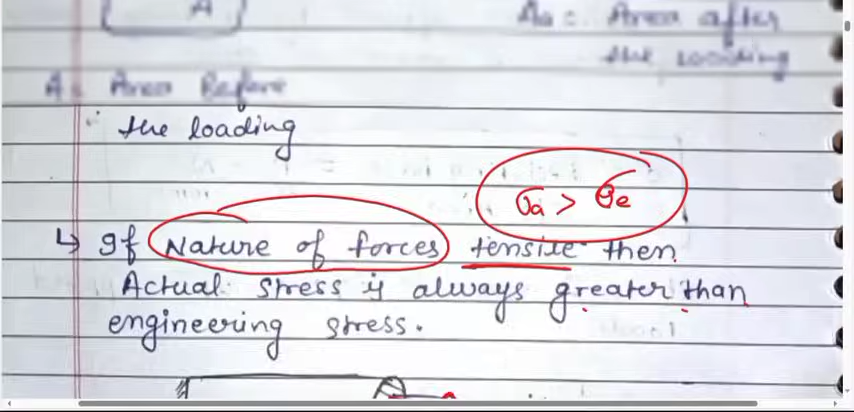 A
Aa = Area after
the loading
A = Area Before
the loading
σa > σe
↳ If Nature of forces tensile then
Actual stress is always greater than
engineering stress.